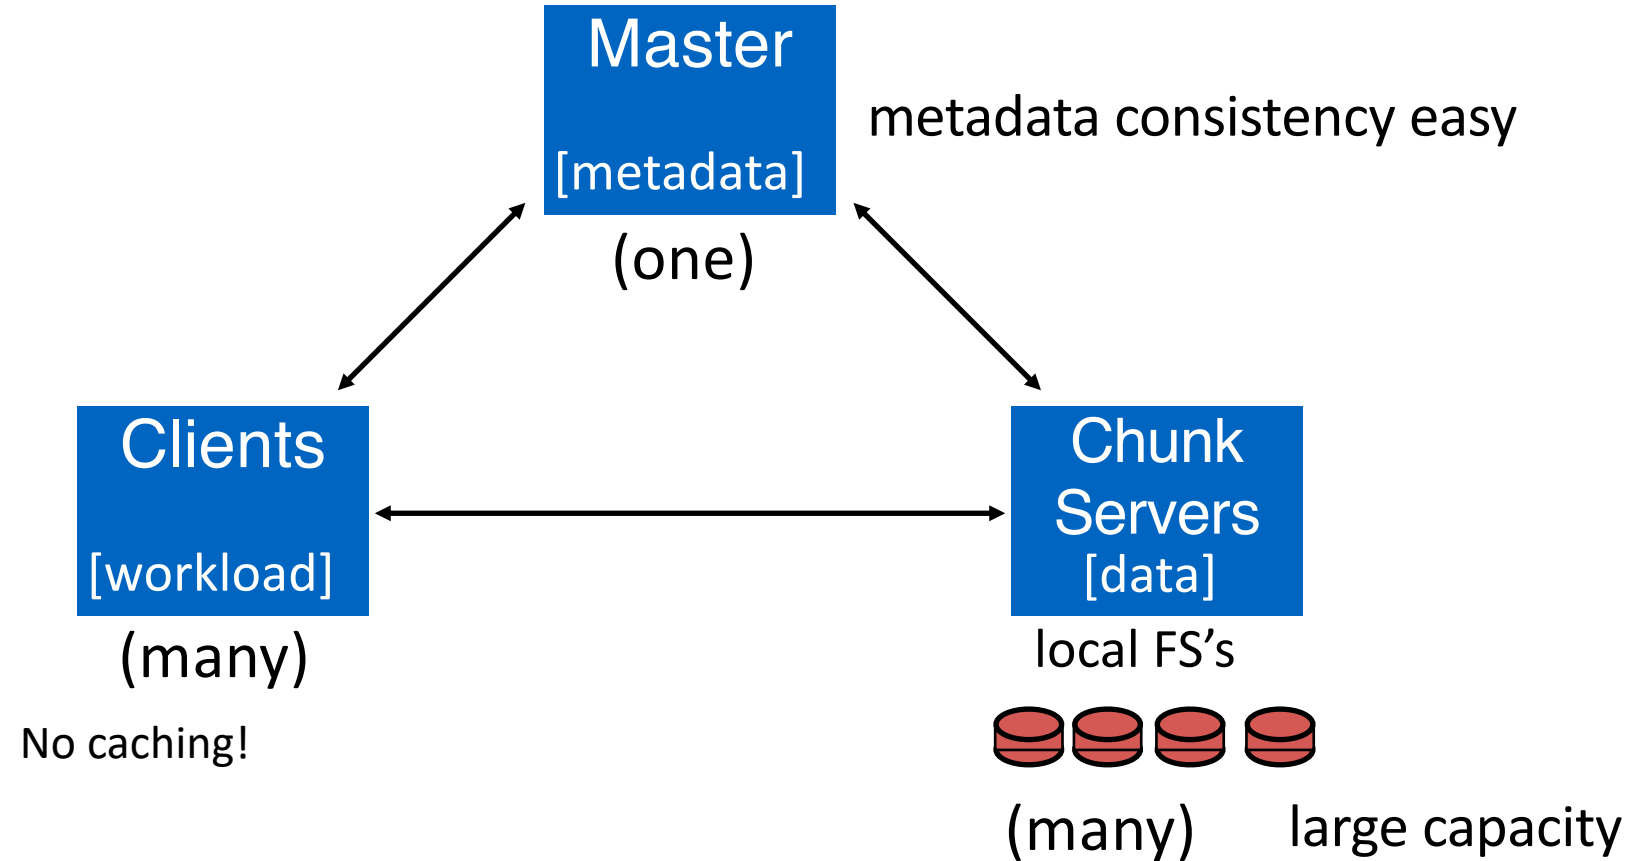 Master
[metadata]
metadata consistency easy
(one)
Clients
[workload]
(many)
No caching!
Chunk
Servers
[data]
local FS’s
(many)
large capacity